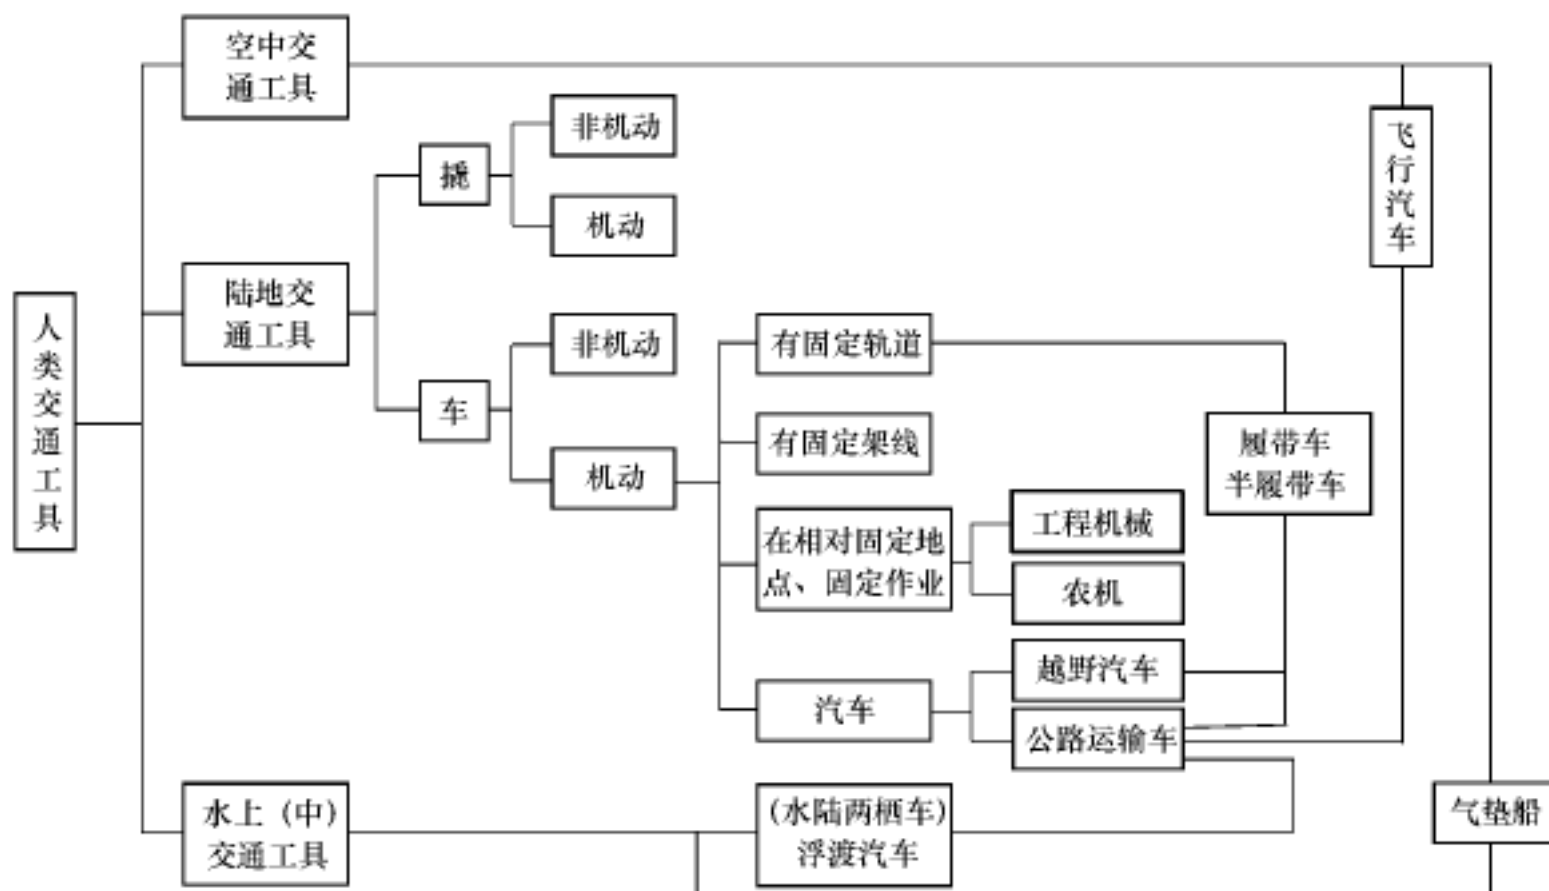 人类交通工具
空中交
通工具
陆地交
通工具
水上（中）
交通工具
撬
非机动
机动
车
非机动
机动
有固定轨道
有固定架线
在相对固定地
点、固定作业
工程机械
农机
汽车
越野汽车
公路运输车
履带车
半履带车
飞行汽车
(水陆两栖车)
浮渡汽车
气垫船